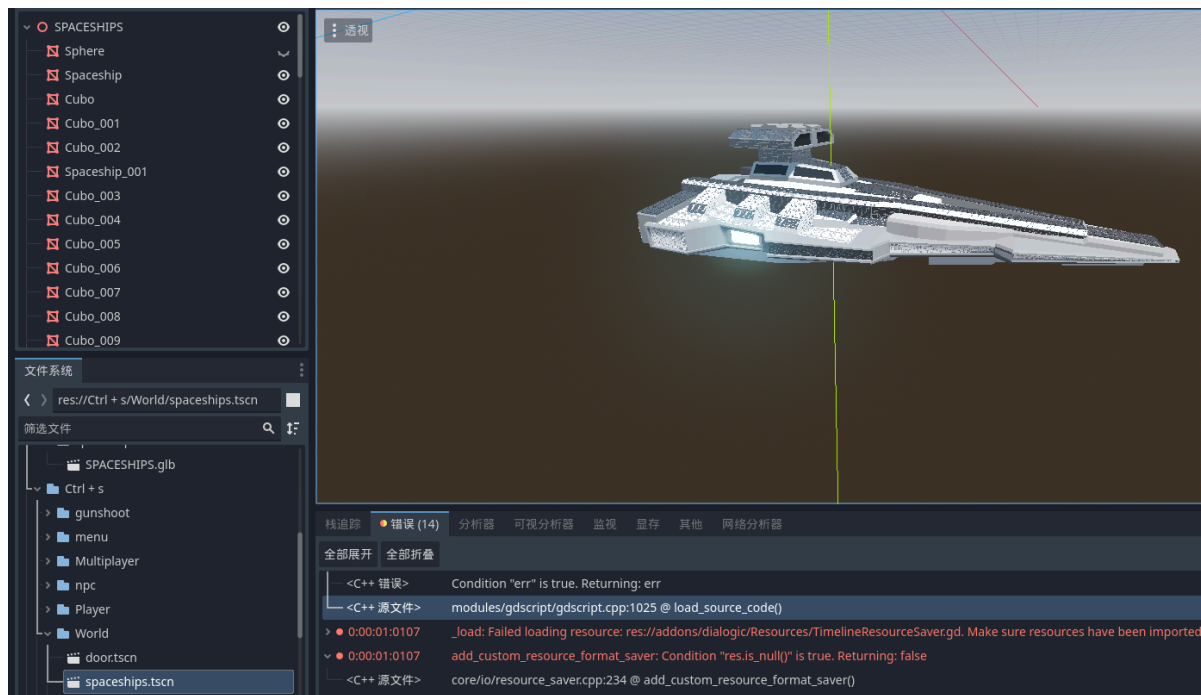 SPACESHIPS
Sphere
Spaceship
Cubo
Cubo_001
Cubo_002
Spaceship_001
Cubo_003
Cubo_004
Cubo_005
Cubo_006
Cubo_007
Cubo_008
Cubo_009
文件系统
res://Ctrl + s/World/spaceships.tscn
筛选文件
SPACESHIPS.glb
Ctrl + s
gunshoot
menu
Multiplayer
npc
Player
World
door.tscn
spaceships.tscn
透视
栈追踪 错误 (14) 分析器 可视分析器 监视 显存 其他 网络分析器
全部展开 全部折叠
<C++ 错误> Condition "err" is true. Returning: err
<C++ 源文件> modules/gdscript/gdscript.cpp:1025 @ load_source_code()
0:00:01:0107 _load: Failed loading resource: res://addons/dialogic/Resources/TimelineResourceSaver.gd. Make sure resources have been imported
0:00:01:0107 add_custom_resource_format_saver: Condition "res.is_null()" is true. Returning: false
<C++ 源文件> core/io/resource_saver.cpp:234 @ add_custom_resource_format_saver()